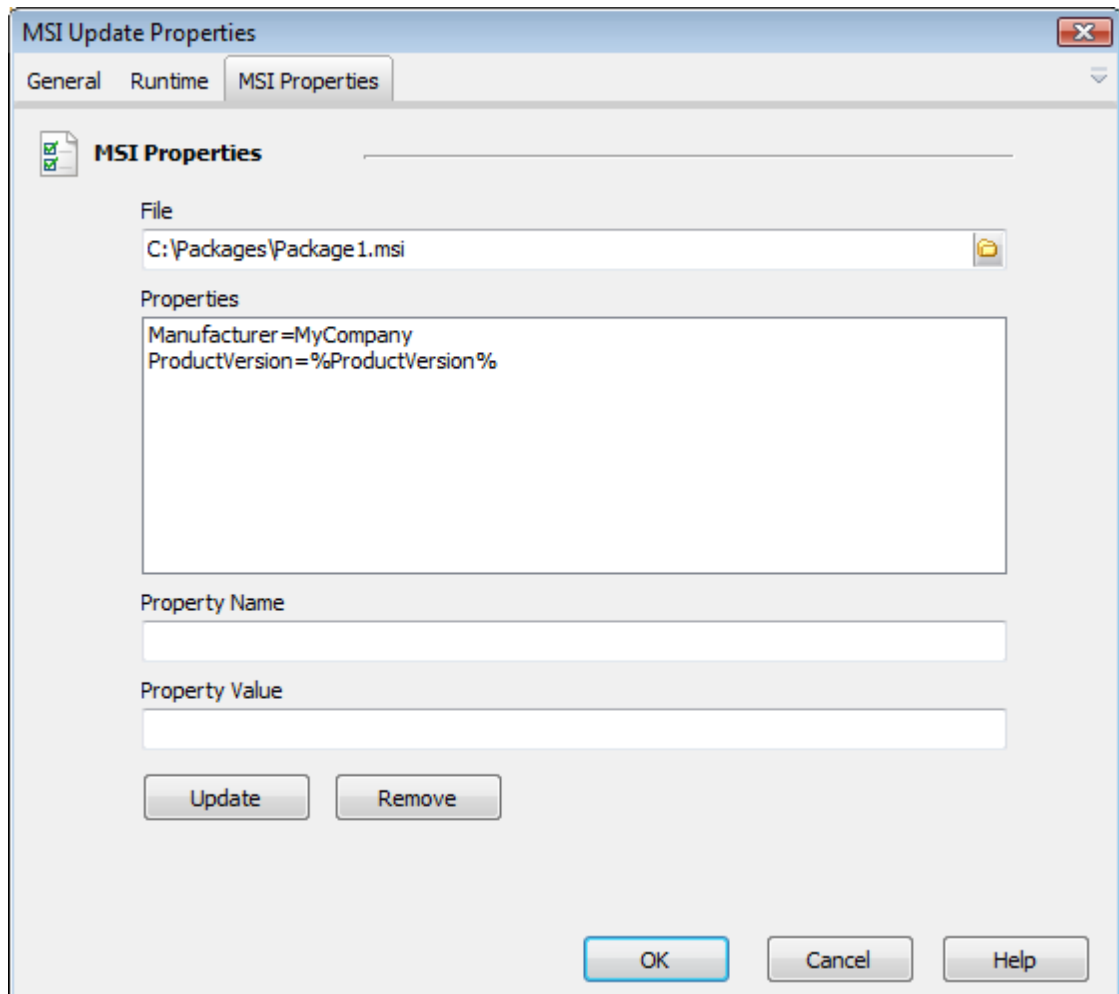 MSI Update Properties
General Runtime MSI Properties
MSI Properties
File
C:\Packages\Package1.msi
Properties
Manufacturer=MyCompany
ProductVersion=%ProductVersion%
Property Name
Property Value
Update Remove
OK Cancel Help